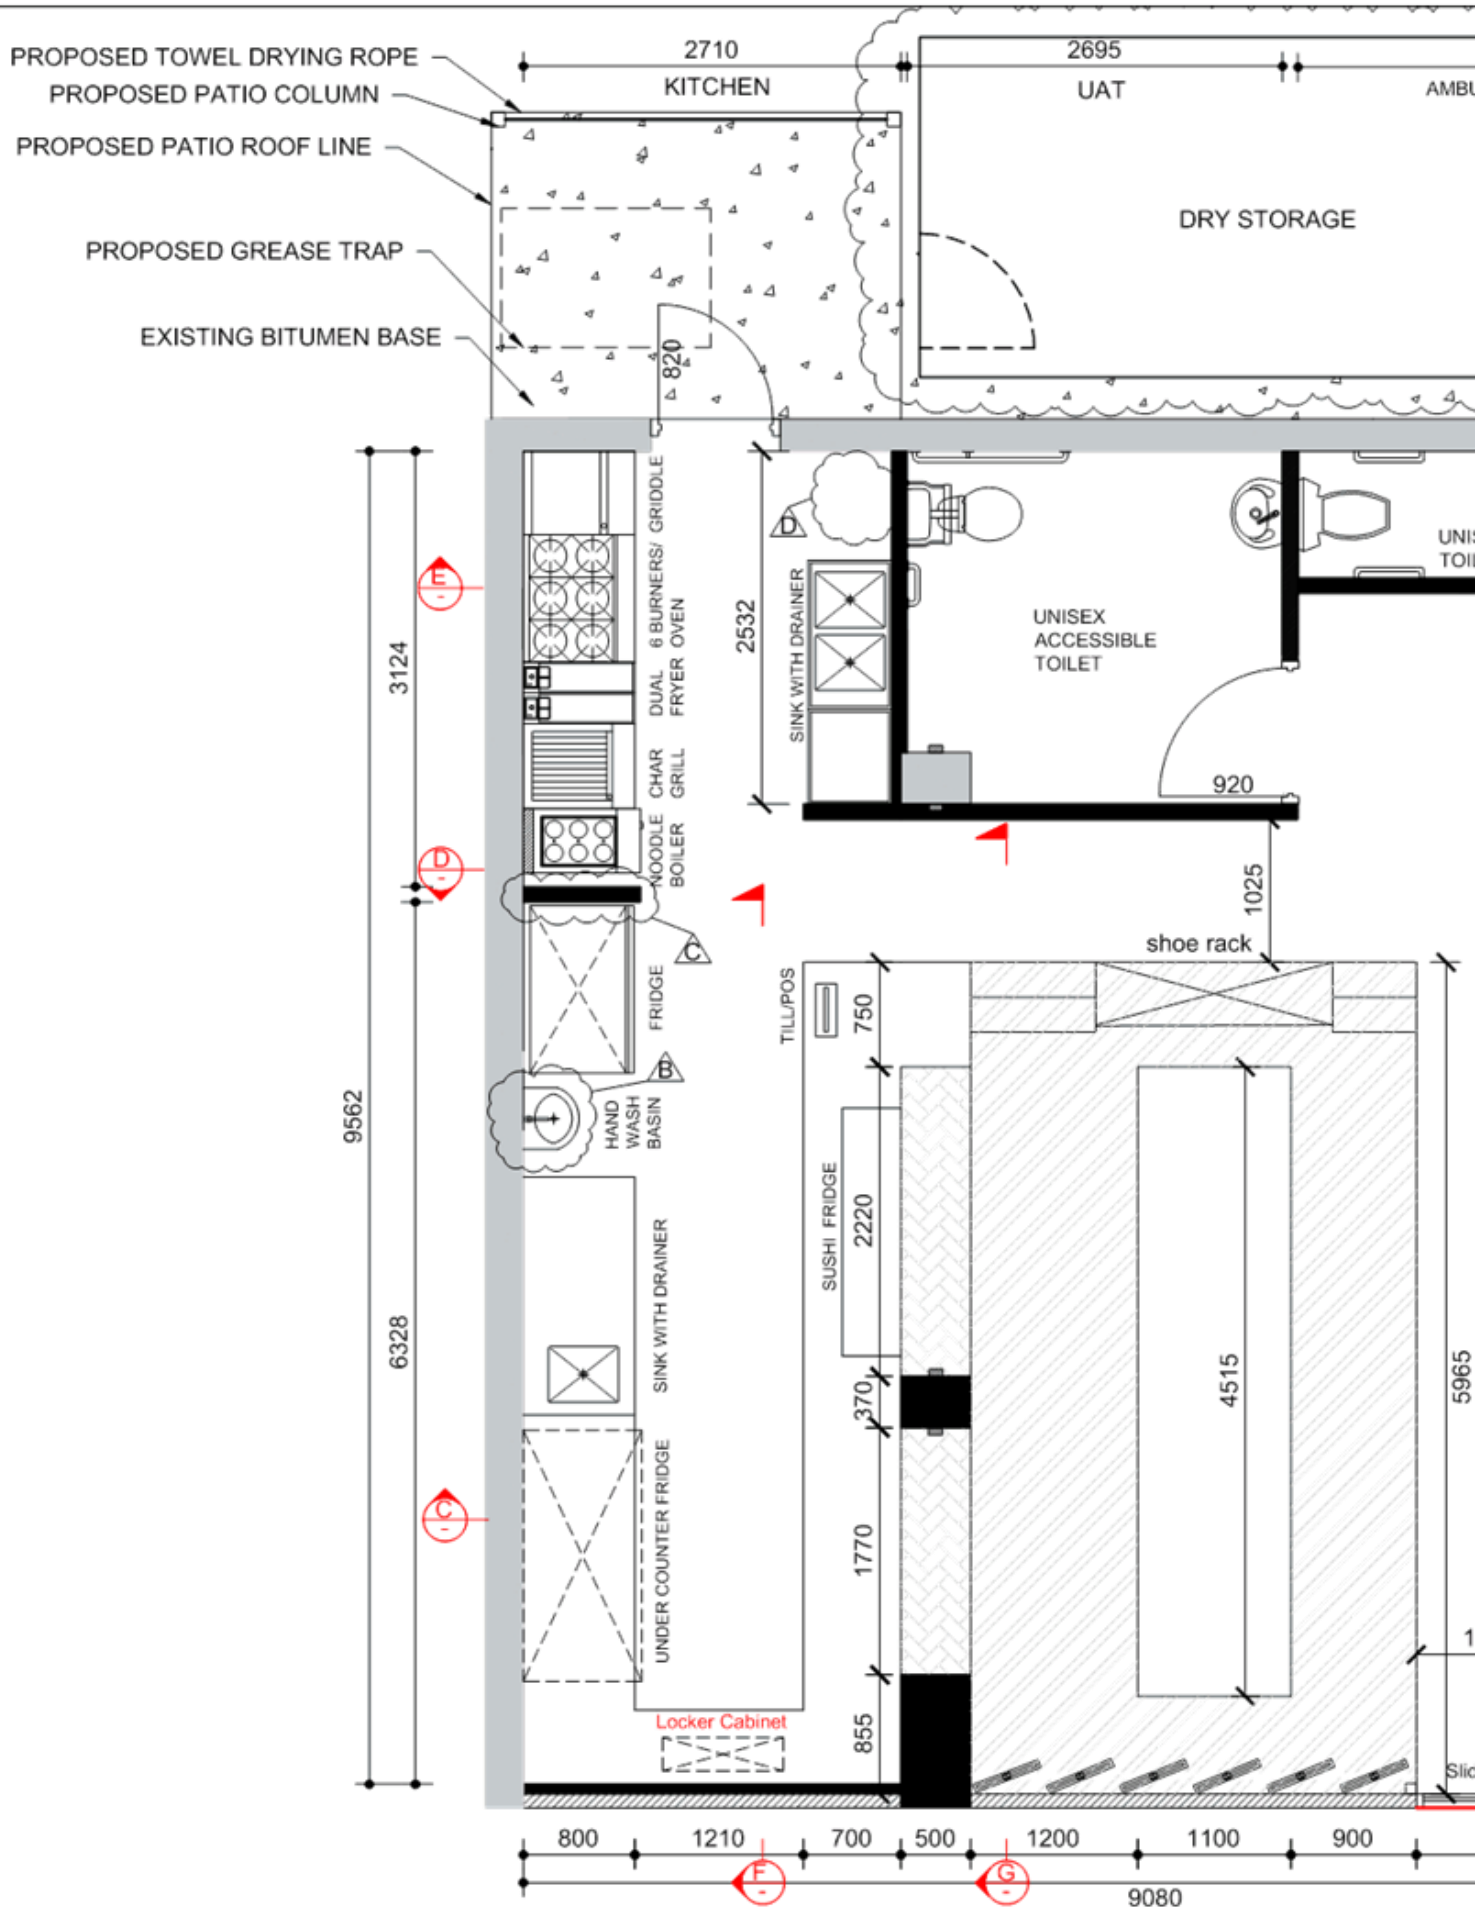 PROPOSED TOWEL DRYING ROPE
PROPOSED PATIO COLUMN
PROPOSED PATIO ROOF LINE
PROPOSED GREASE TRAP
EXISTING BITUMEN BASE
2710
KITCHEN
2695
UAT
DRY STORAGE
820
6 BURNERS/ GRIDDLE
OVEN
DUAL
FRYER
CHAR
GRILL
NOODLE
BOILER
D
2532
SINK WITH DRAINER
UNISEX
ACCESSIBLE
TOILET
920
E
-
3124
D
-
1025
shoe rack
C
FRIDGE
TILL/POS
750
B
HAND
WASH
BASIN
9562
SUSHI FRIDGE
2220
SINK WITH DRAINER
6328
370
4515
5965
UNDER COUNTER FRIDGE
1770
C
-
Locker Cabinet
855
800
1210
700
500
1200
1100
900
F
-
G
-
9080